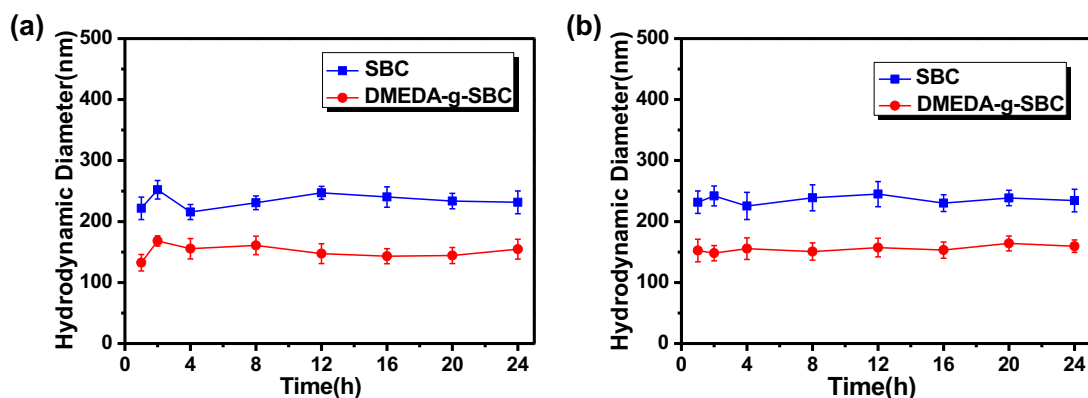 (a)
500
400
300
200
100
0
Hydrodynamic Diameter(nm)
SBC
DMEDA-g-SBC
0 4 8 12 16 20 24
Time(h)
(b)
500
400
300
200
100
0
Hydrodynamic Diameter(nm)
SBC
DMEDA-g-SBC
0 4 8 12 16 20 24
Time(h)